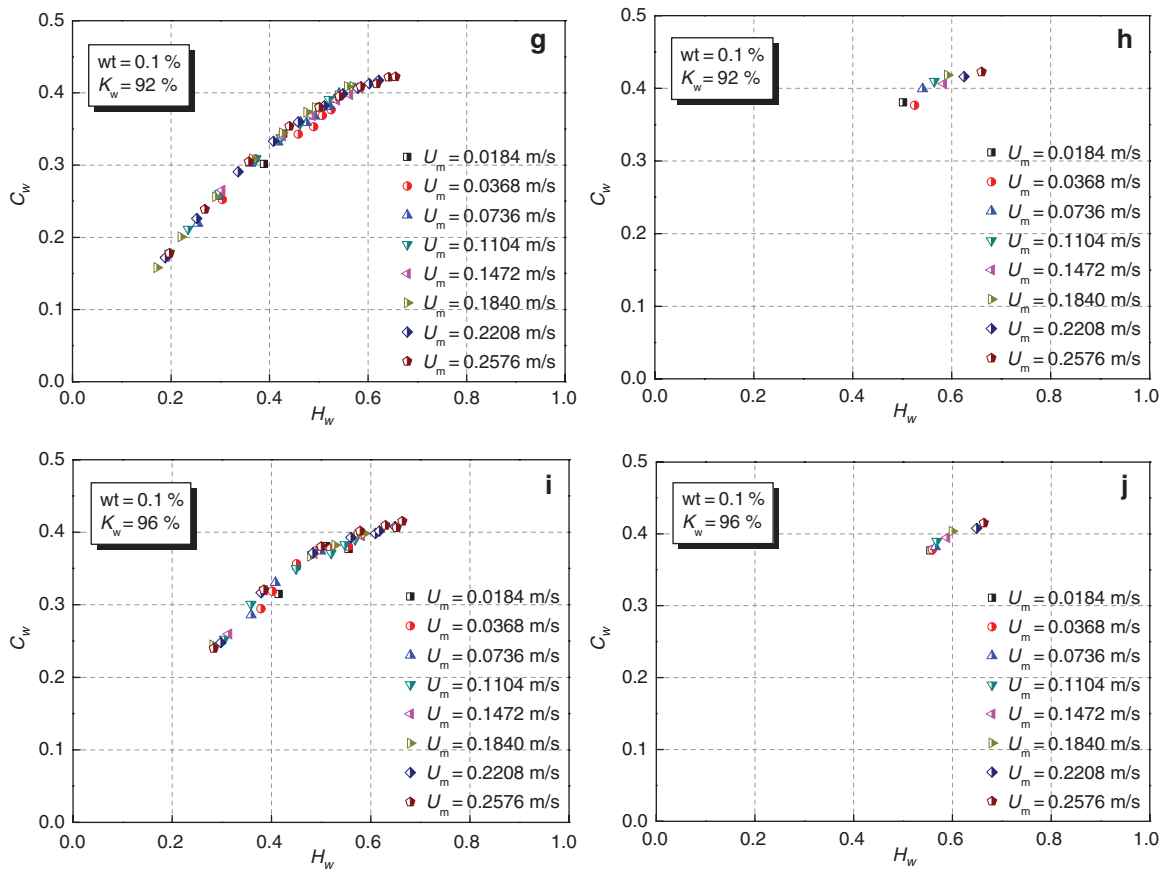 g
wt = 0.1 %
K_w = 92 %
0.5
0.4
0.3
0.2
0.1
0.0
C_w
U_m = 0.0184 m/s
U_m = 0.0368 m/s
U_m = 0.0736 m/s
U_m = 0.1104 m/s
U_m = 0.1472 m/s
U_m = 0.1840 m/s
U_m = 0.2208 m/s
U_m = 0.2576 m/s
0.0 0.2 0.4 0.6 0.8 1.0
H_w
h
wt = 0.1 %
K_w = 92 %
0.5
0.4
0.3
0.2
0.1
0.0
C_w
U_m = 0.0184 m/s
U_m = 0.0368 m/s
U_m = 0.0736 m/s
U_m = 0.1104 m/s
U_m = 0.1472 m/s
U_m = 0.1840 m/s
U_m = 0.2208 m/s
U_m = 0.2576 m/s
0.0 0.2 0.4 0.6 0.8 1.0
H_w
i
wt = 0.1 %
K_w = 96 %
0.5
0.4
0.3
0.2
0.1
0.0
C_w
U_m = 0.0184 m/s
U_m = 0.0368 m/s
U_m = 0.0736 m/s
U_m = 0.1104 m/s
U_m = 0.1472 m/s
U_m = 0.1840 m/s
U_m = 0.2208 m/s
U_m = 0.2576 m/s
0.0 0.2 0.4 0.6 0.8 1.0
H_w
j
wt = 0.1 %
K_w = 96 %
0.5
0.4
0.3
0.2
0.1
0.0
C_w
U_m = 0.0184 m/s
U_m = 0.0368 m/s
U_m = 0.0736 m/s
U_m = 0.1104 m/s
U_m = 0.1472 m/s
U_m = 0.1840 m/s
U_m = 0.2208 m/s
U_m = 0.2576 m/s
0.0 0.2 0.4 0.6 0.8 1.0
H_w